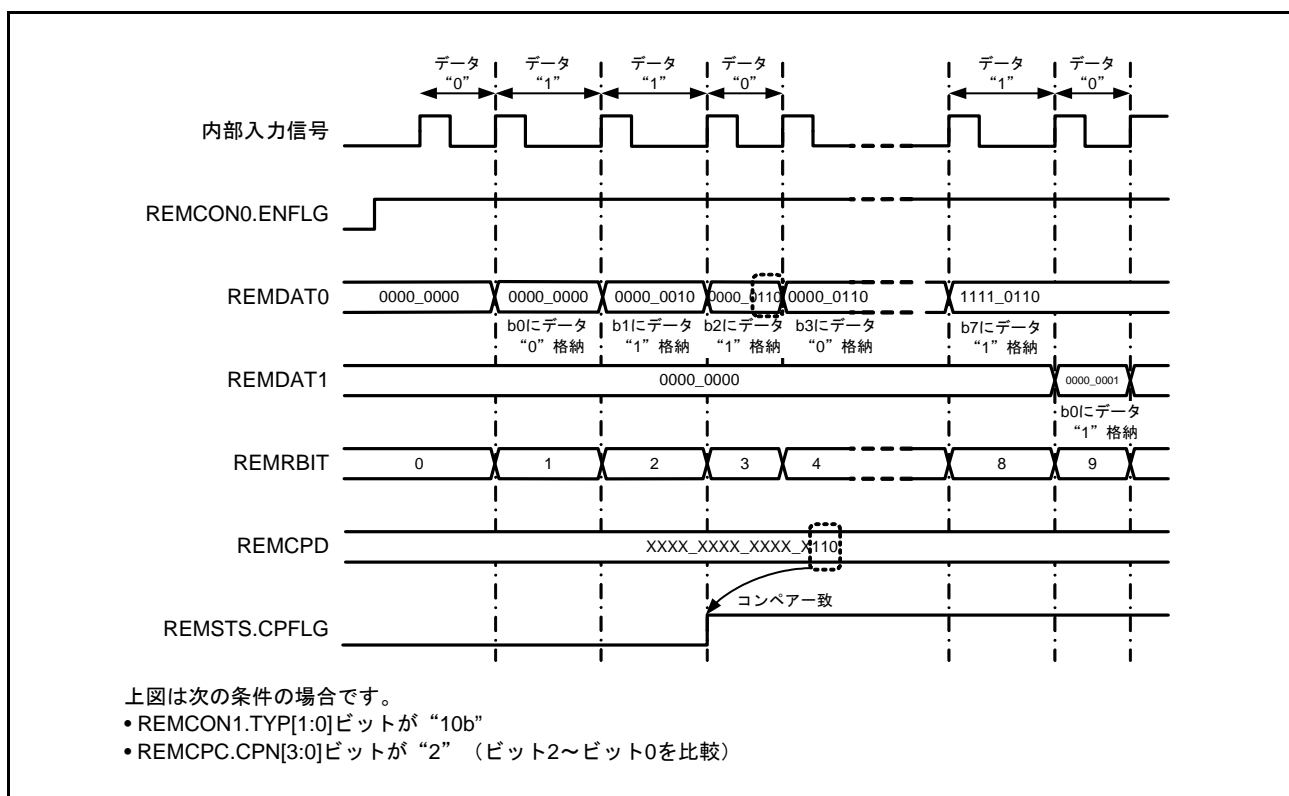 データ データ データ データ データ データ
“0” “1” “1” “0” “1” “0”
内部入力信号
REMCON0.ENFLG
REMDAT0 0000_0000 0000_0000 0000_0010 0000_0110 0000_0110 1111_0110
b0にデータ b1にデータ b2にデータ b3にデータ b7にデータ
“0” 格納 “1” 格納 “1” 格納 “0” 格納 “1” 格納
REMDAT1 0000_0000 0000_0001
b0にデータ
“1” 格納
REMRBIT 0 1 2 3 4 8 9
REMCPD XXXX_XXXX_XXXX_X110
コンペア一致
REMSTS.CPFLG
上図は次の条件の場合です。
• REMCON1.TYP[1:0]ビットが “10b”
• REMCPC.CPN[3:0]ビットが “2” （ビット2～ビット0を比較）